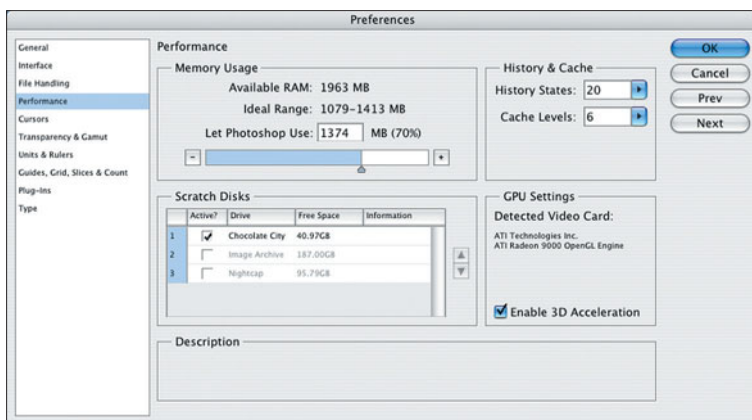 Preferences
General
Interface
File Handling
Performance
Cursors
Transparency & Gamut
Units & Rulers
Guides, Grid, Slices & Count
Plug-Ins
Type
Performance
Memory Usage
Available RAM: 1963 MB
Ideal Range: 1079-1413 MB
Let Photoshop Use: 1374 MB (70%)
- +
History & Cache
History States: 20
Cache Levels: 6
OK
Cancel
Prev
Next
Scratch Disks
Active? Drive Free Space Information
1 Chocolate City 40.97GB
2 Image Archive 187.00GB
3 Nightcap 95.79GB
GPU Settings
Detected Video Card:
ATI Technologies Inc.
ATI Radeon 9000 OpenGL Engine
Enable 3D Acceleration
Description